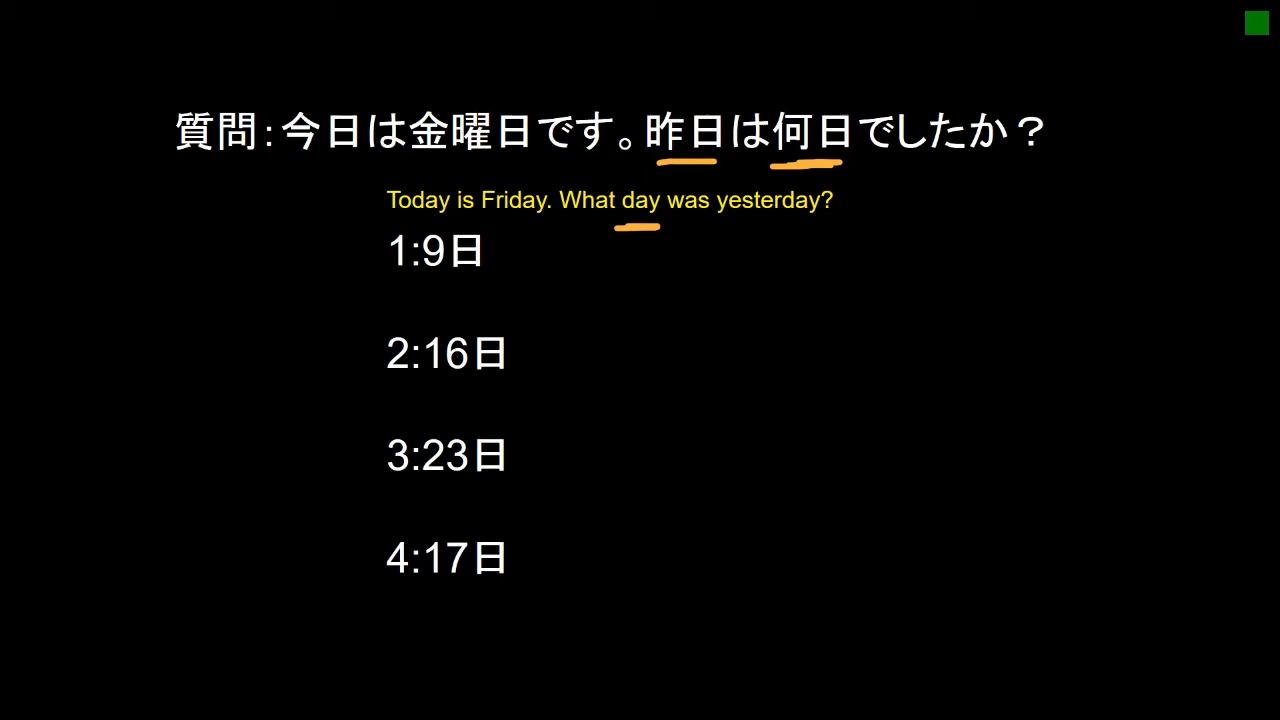 質問:今日は金曜日です。昨日は何日でしたか？
Today is Friday. What day was yesterday?
1:9日
2:16日
3:23日
4:17日